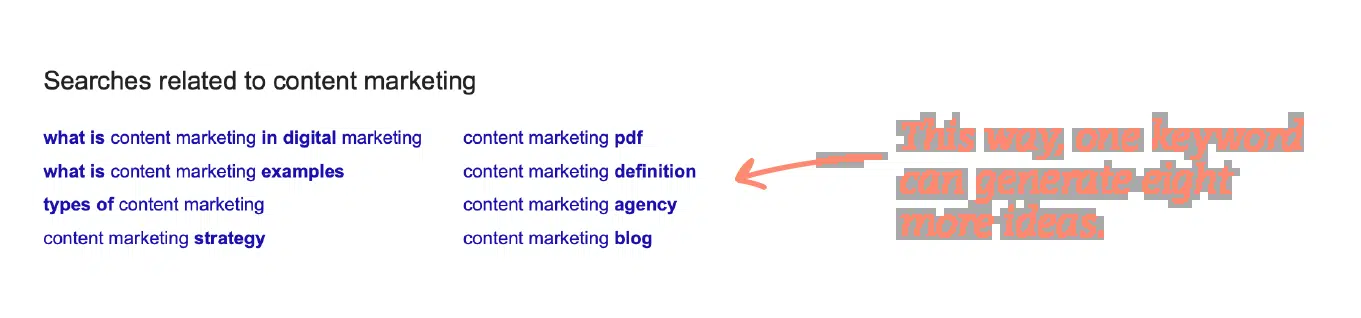 Searches related to content marketing
what is content marketing in digital marketing
what is content marketing examples
types of content marketing
content marketing strategy
content marketing pdf
content marketing definition
content marketing agency
content marketing blog
This way, one keyword
can generate eight
more ideas.